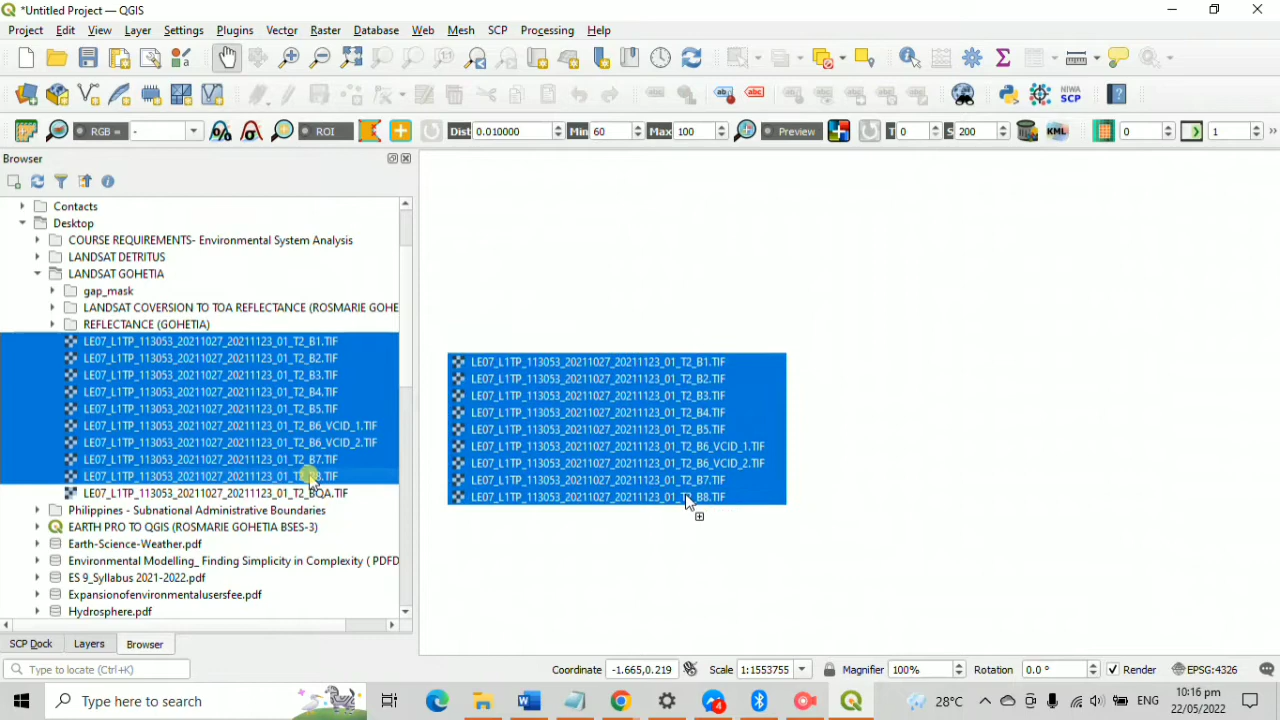 *Untitled Project — QGIS
Project Edit View Layer Settings Plugins Vector Raster Database Web Mesh SCP Processing Help
NIWA SCP
RGB = - ROI Dist 0.010000 Min 60 Max 100 Preview T 0 S 200 KML 0 1 »
Browser
Contacts
Desktop
COURSE REQUIREMENTS- Environmental System Analysis
LANDSAT DETRITUS
LANDSAT GOHETIA
gap_mask
LANDSAT COVERSION TO TOA REFLECTANCE (ROSMARIE GOHE
REFLECTANCE (GOHETIA)
LE07_L1TP_113053_20211027_20211123_01_T2_B1.TIF
LE07_L1TP_113053_20211027_20211123_01_T2_B2.TIF
LE07_L1TP_113053_20211027_20211123_01_T2_B3.TIF
LE07_L1TP_113053_20211027_20211123_01_T2_B4.TIF
LE07_L1TP_113053_20211027_20211123_01_T2_B5.TIF
LE07_L1TP_113053_20211027_20211123_01_T2_B6_VCID_1.TIF
LE07_L1TP_113053_20211027_20211123_01_T2_B6_VCID_2.TIF
LE07_L1TP_113053_20211027_20211123_01_T2_B7.TIF
LE07_L1TP_113053_20211027_20211123_01_T2_B8.TIF
LE07_L1TP_113053_20211027_20211123_01_T2_BQA.TIF
Philippines - Subnational Administrative Boundaries
EARTH PRO TO QGIS (ROSMARIE GOHETIA BSES-3)
Earth-Science-Weather.pdf
Environmental Modelling_ Finding Simplicity in Complexity ( PDFD
ES 9_Syllabus 2021-2022.pdf
Expansionofenvironmentalusersfee.pdf
Hydrosphere.pdf
LE07_L1TP_113053_20211027_20211123_01_T2_B1.TIF
LE07_L1TP_113053_20211027_20211123_01_T2_B2.TIF
LE07_L1TP_113053_20211027_20211123_01_T2_B3.TIF
LE07_L1TP_113053_20211027_20211123_01_T2_B4.TIF
LE07_L1TP_113053_20211027_20211123_01_T2_B5.TIF
LE07_L1TP_113053_20211027_20211123_01_T2_B6_VCID_1.TIF
LE07_L1TP_113053_20211027_20211123_01_T2_B6_VCID_2.TIF
LE07_L1TP_113053_20211027_20211123_01_T2_B7.TIF
LE07_L1TP_113053_20211027_20211123_01_T2_B8.TIF
SCP Dock Layers Browser
Type to locate (Ctrl+K) Coordinate -1.665,0.219 Scale 1:1553755 Magnifier 100% Rotation 0.0 ° Render EPSG:4326
Type here to search 4 28°C ENG 10:16 pm
22/05/2022